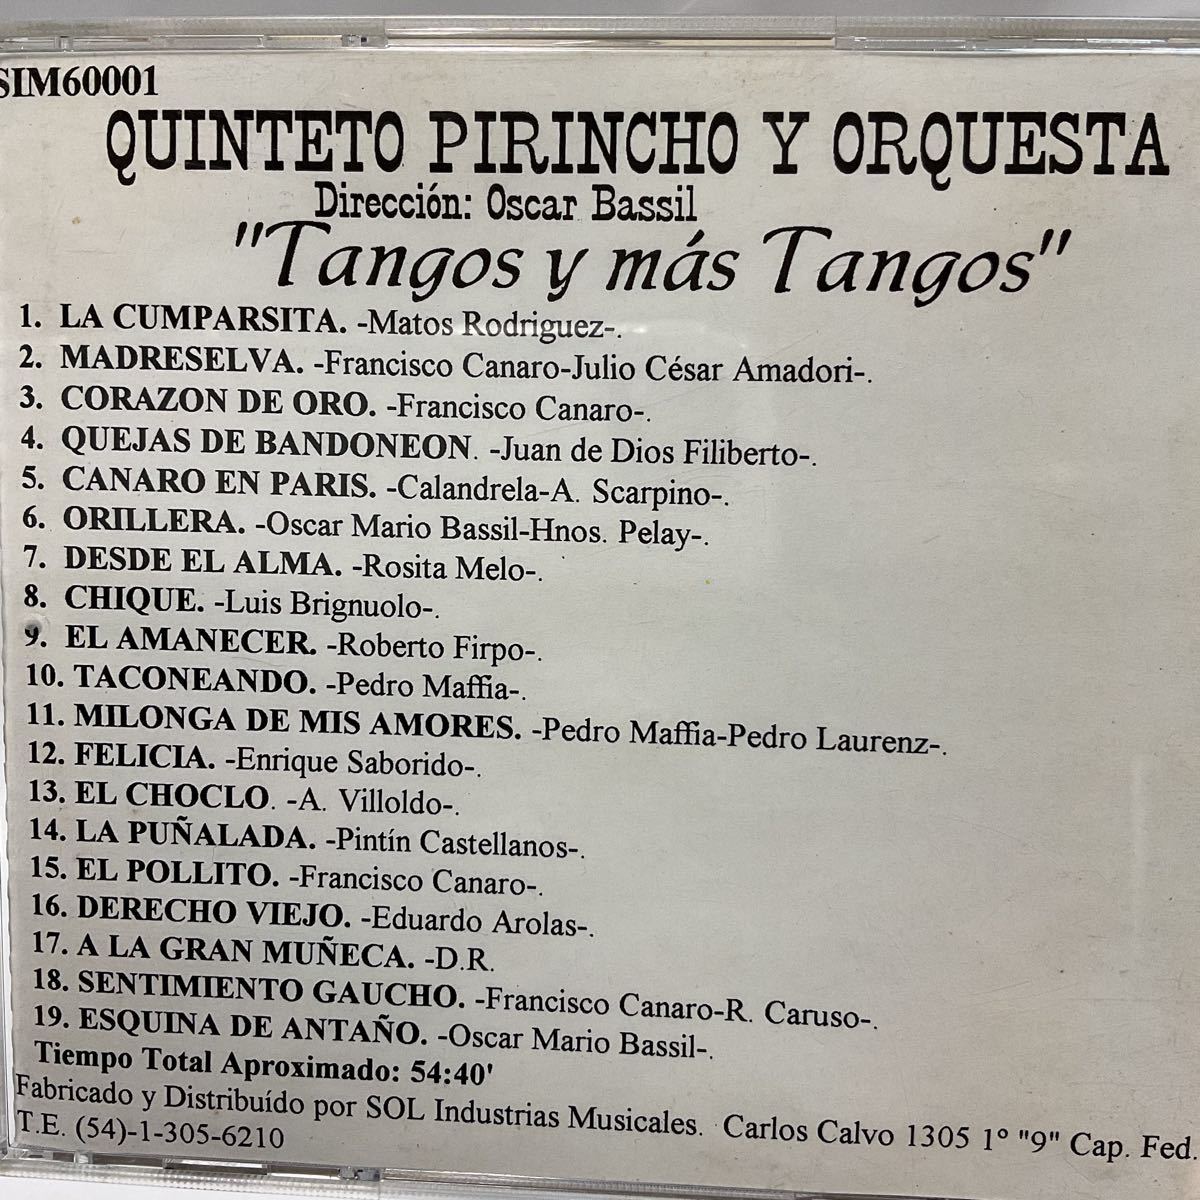 SIM60001
QUINTETO PIRINCHO Y ORQUESTA
Dirección: Oscar Bassil
"Tangos y más Tangos"
1. LA CUMPARSITA. -Matos Rodriguez-.
2. MADRESELVA. -Francisco Canaro-Julio César Amadori-.
3. CORAZON DE ORO. -Francisco Canaro-.
4. QUEJAS DE BANDONEON. -Juan de Dios Filiberto-.
5. CANARO EN PARIS. -Calandrela-A. Scarpino-.
6. ORILLERA. -Oscar Mario Bassil-Hnos. Pelay-.
7. DESDE EL ALMA. -Rosita Melo-.
8. CHIQUE. -Luis Brignuolo-.
9. EL AMANECER. -Roberto Firpo-.
10. TACONEANDO. -Pedro Maffia-.
11. MILONGA DE MIS AMORES. -Pedro Maffia-Pedro Laurenz-.
12. FELICIA. -Enrique Saborido-.
13. EL CHOCLO. -A. Villoldo-.
14. LA PUÑALADA. -Pintín Castellanos-.
15. EL POLLITO. -Francisco Canaro-.
16. DERECHO VIEJO. -Eduardo Arolas-.
17. A LA GRAN MUÑECA. -D.R.
18. SENTIMIENTO GAUCHO. -Francisco Canaro-R. Caruso-.
19. ESQUINA DE ANTAÑO. -Oscar Mario Bassil-.
Tiempo Total Aproximado: 54:40'
Fabricado y Distribuído por SOL Industrias Musicales. Carlos Calvo 1305 1º "9" Cap. Fed.
T.E. (54)-1-305-6210